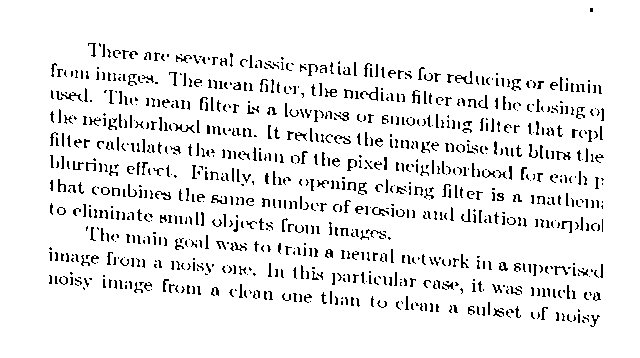 There are several classic spatial filters for reducing or elimin
from images. The mean filter, the median filter and the closing op
used. The mean filter is a lowpass or smoothing filter that repl
the neighborhood mean. It reduces the image noise but blurs the
filter calculates the median of the pixel neighborhood for each p
blurring effect. Finally, the opening closing filter is a mathema
that combines the same number of erosion and dilation morphol
to eliminate small objects from images.
The main goal was to train a neural network in a supervised
image from a noisy one. In this particular case, it was much ea
noisy image from a clean one than to clean a subset of noisy